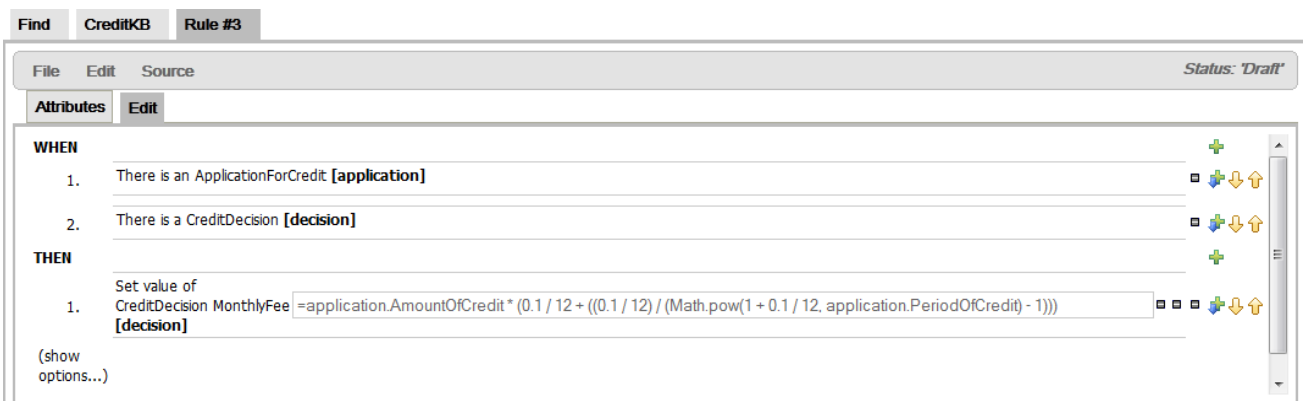 Find CreditKB Rule #3
File Edit Source Status: 'Draft'
Attributes Edit
WHEN
1. There is an ApplicationForCredit [application]
2. There is a CreditDecision [decision]
THEN
Set value of
1. CreditDecision MonthlyFee =application.AmountOfCredit * (0.1 / 12 + ((0.1 / 12) / (Math.pow(1 + 0.1 / 12, application.PeriodOfCredit) - 1)))
[decision]
(show
options...)